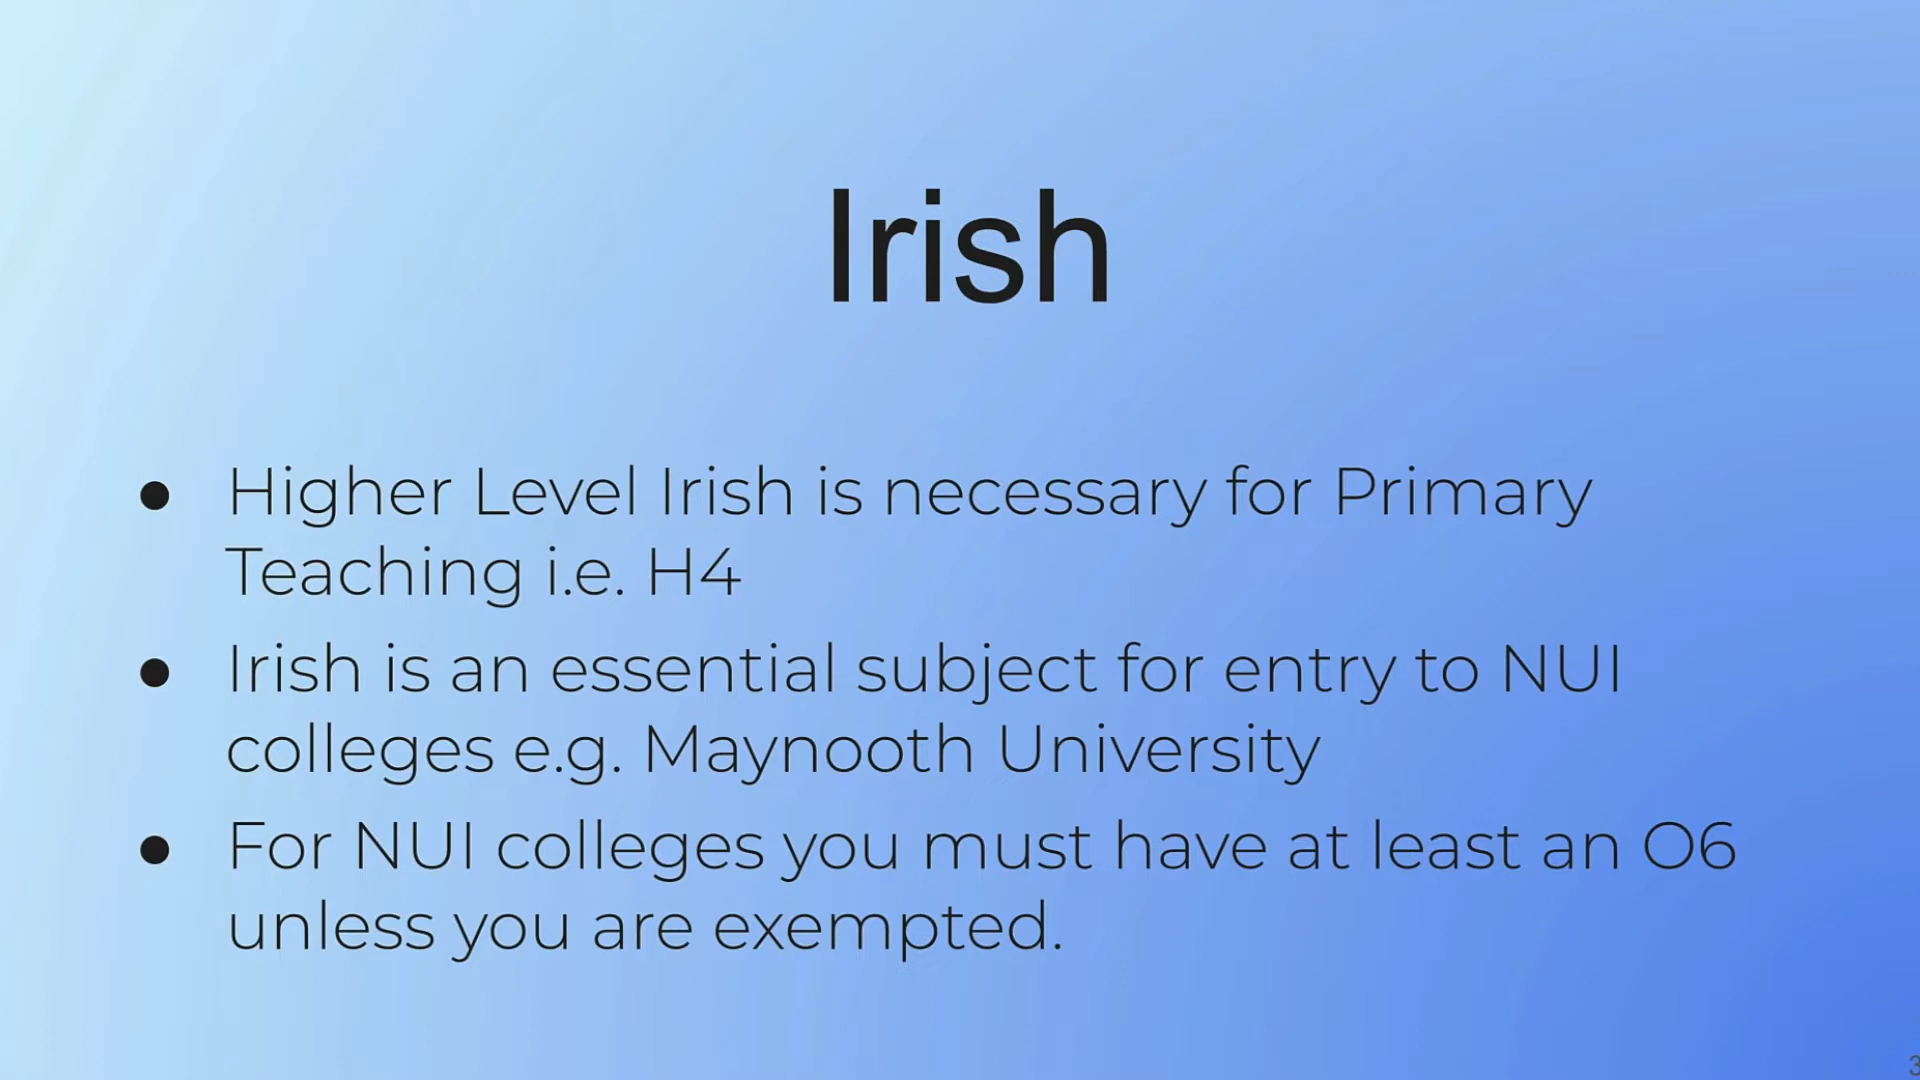 Irish
● Higher Level Irish is necessary for Primary
Teaching i.e. H4
● Irish is an essential subject for entry to NUI
colleges e.g. Maynooth University
● For NUI colleges you must have at least an O6
unless you are exempted.